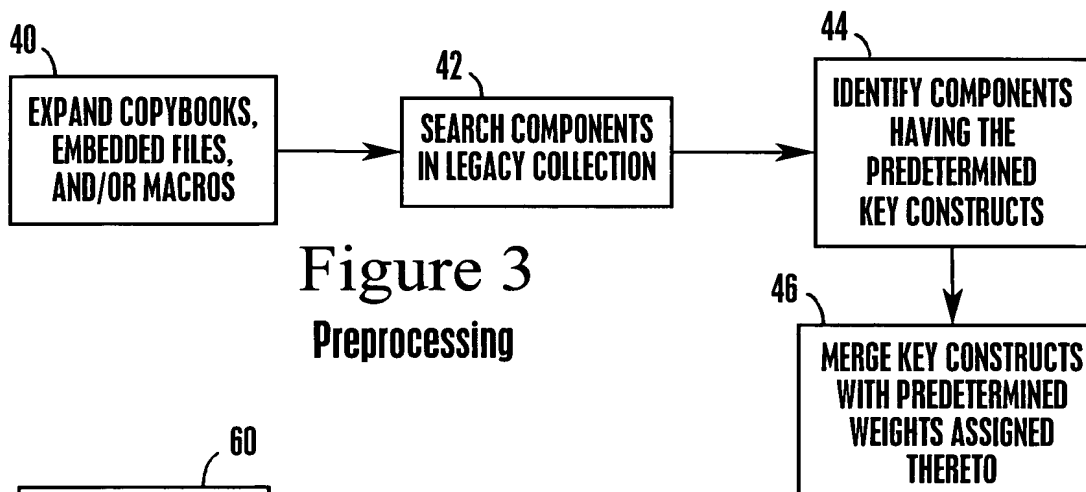 40
EXPAND COPYBOOKS,
EMBEDDED FILES,
AND/OR MACROS
42
SEARCH COMPONENTS
IN LEGACY COLLECTION
44
IDENTIFY COMPONENTS
HAVING THE
PREDETERMINED
KEY CONSTRUCTS
Figure 3
Preprocessing
46
MERGE KEY CONSTRUCTS
WITH PREDETERMINED
WEIGHTS ASSIGNED
THERETO
60